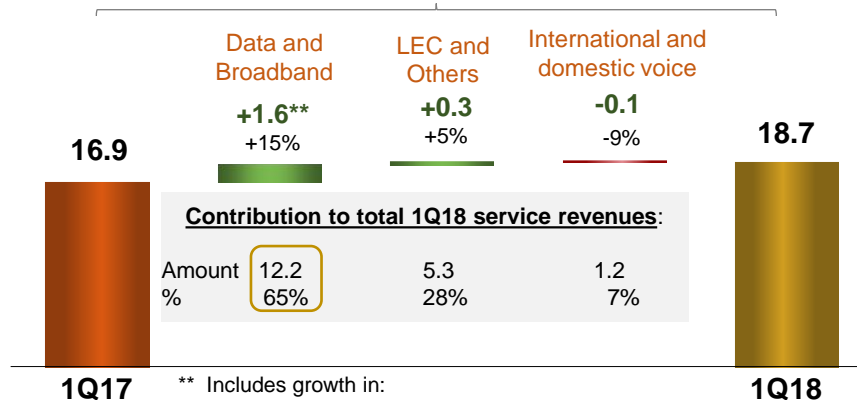 Data and
Broadband
LEC and
Others
International and
domestic voice
+1.6**
+0.3
-0.1
+15%
+5%
-9%
16.9
18.7
Contribution to total 1Q18 service revenues:
Amount 12.2 5.3 1.2
% 65% 28% 7%
1Q17
** Includes growth in:
1Q18